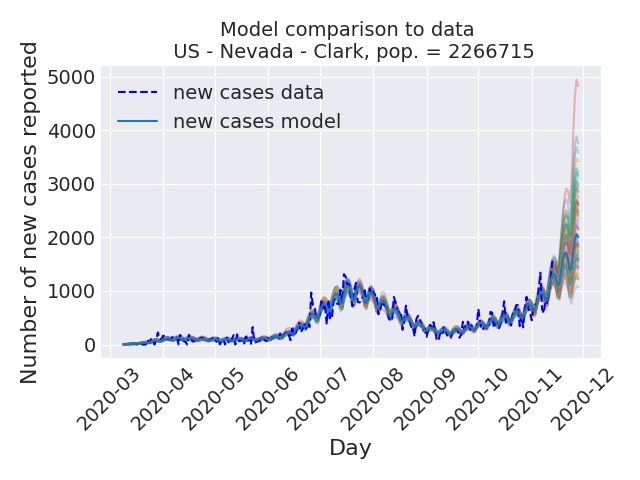 Model comparison to data
US - Nevada - Clark, pop. = 2266715
Number of new cases reported
5000
4000
3000
2000
1000
0
new cases data
new cases model
2020-03
2020-04
2020-05
2020-06
2020-07
2020-08
2020-09
2020-10
2020-11
2020-12
Day